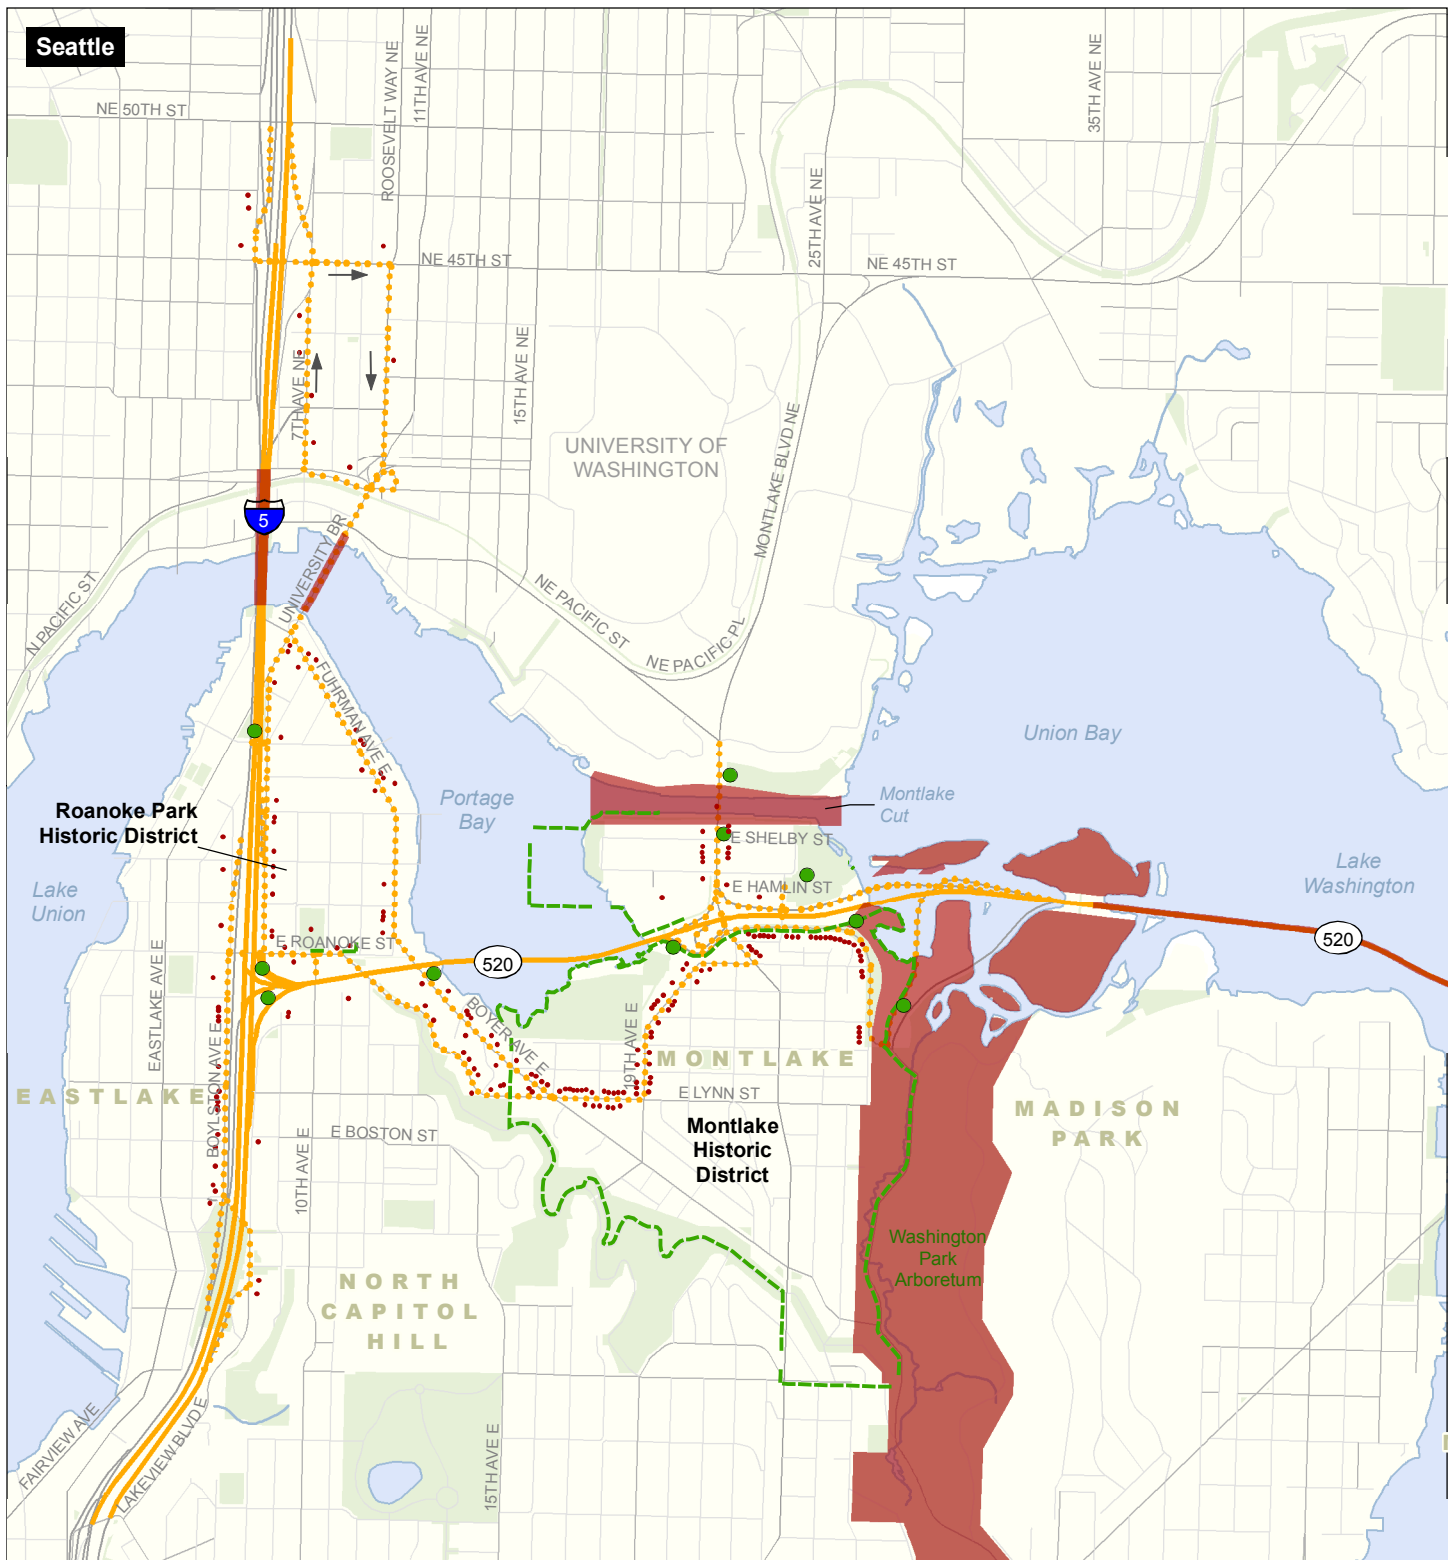 Seattle
NE 50TH ST
ROOSEVELT WAY NE
11TH AVE NE
35TH AVE NE
25TH AVE NE
NE 45TH ST
NE 45TH ST
7TH AVE NE
15TH AVE NE
UNIVERSITY OF
WASHINGTON
MONTLAKE BLVD NE
5
UNIVERSITY BR
N PACIFIC ST
NE PACIFIC ST
NE PACIFIC PL
FUHRMAN AVE E
Union Bay
Portage
Bay
Montlake
Cut
Roanoke Park
Historic District
E SHELBY ST
E HAMLIN ST
Lake
Union
Lake
Washington
E ROANOKE ST
520
520
EASTLAKE AVE E
BOYLSTON AVE E
BOYER AVE E
19TH AVE E
MONTLAKE
EASTLAKE
E LYNN ST
MADISON
PARK
E BOSTON ST
10TH AVE E
Montlake
Historic
District
Washington
Park
Arboretum
NORTH
CAPITOL
HILL
FAIRVIEW AVE
LAKEVIEW BLVD E
15TH AVE E